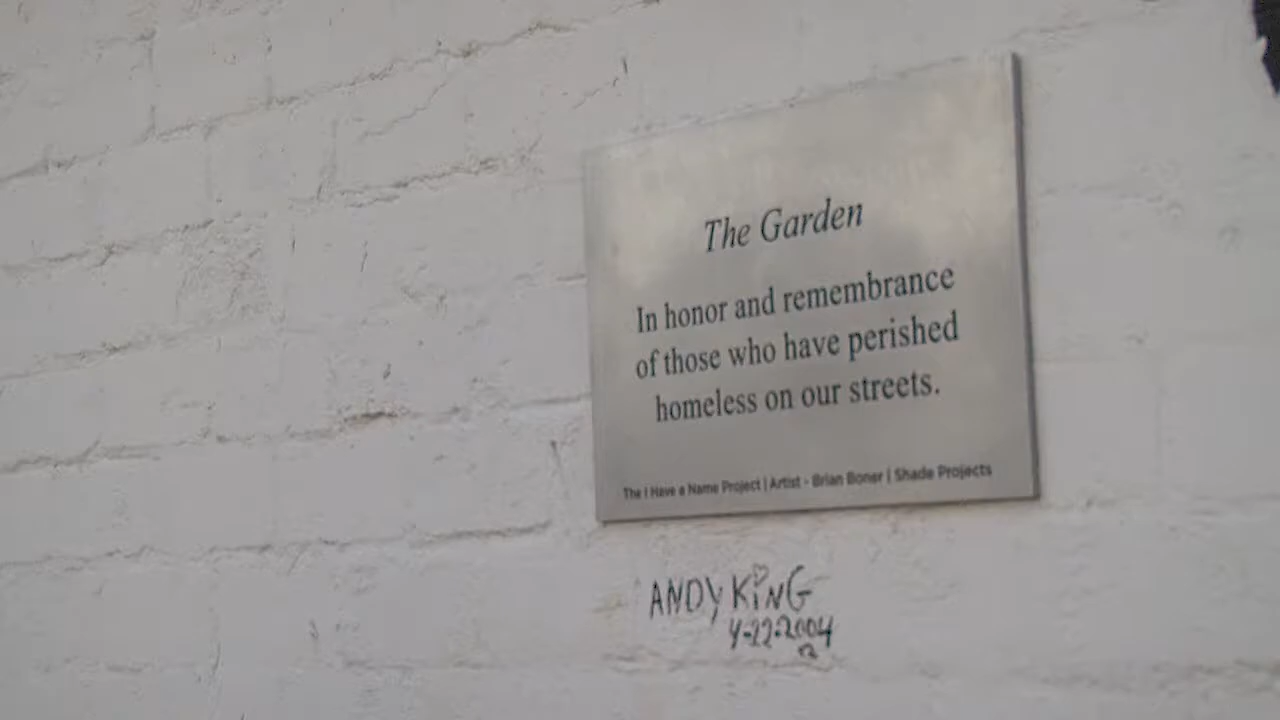 The Garden
In honor and remembrance
of those who have perished
homeless on our streets.
The I Have a Name Project | Artist - Brian Boner | Shade Projects
ANDY KiNG
4-22-2004